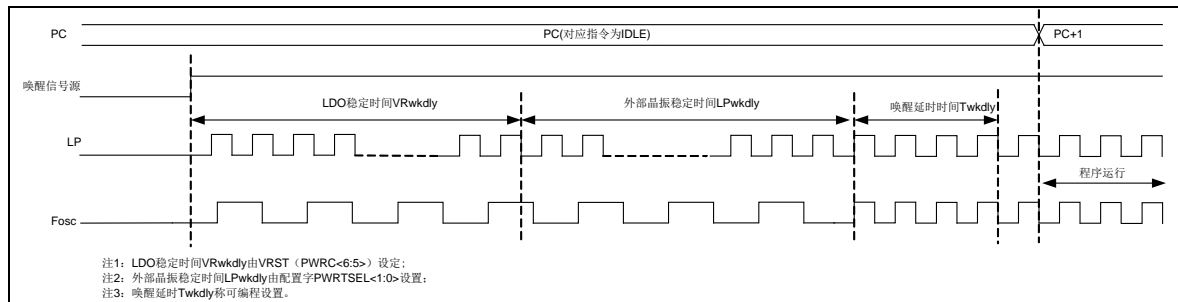 PC
PC(对应指令为IDLE)
PC+1
唤醒信号源
LDO稳定时间VRwkdly
外部晶振稳定时间LPwkdly
唤醒延时时间Twkdly
LP
程序运行
Fosc
注1：LDO稳定时间VRwkdly由VRST（PWRC<6:5>）设定；
注2：外部晶振稳定时间LPwkdly由配置字PWRTSEL<1:0>设置；
注3：唤醒延时Twkdly称可编程设置。